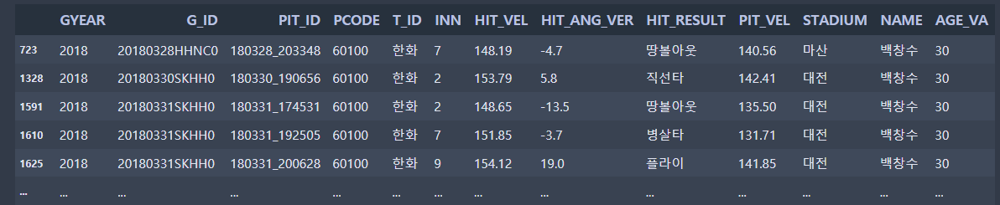 GYEAR G_ID PIT_ID PCODE T_ID INN HIT_VEL HIT_ANG_VER HIT_RESULT PIT_VEL STADIUM NAME AGE_VA
723 2018 20180328HHNC0 180328_203348 60100 한화 7 148.19 -4.7 땅볼아웃 140.56 마산 백창수 30
1328 2018 20180330SKHH0 180330_190656 60100 한화 2 153.79 5.8 직선타 142.41 대전 백창수 30
1591 2018 20180331SKHH0 180331_174531 60100 한화 2 148.65 -13.5 땅볼아웃 135.50 대전 백창수 30
1610 2018 20180331SKHH0 180331_192505 60100 한화 7 151.85 -3.7 병살타 131.71 대전 백창수 30
1625 2018 20180331SKHH0 180331_200628 60100 한화 9 154.12 19.0 플라이 141.85 대전 백창수 30
... ... ... ... ... ... ... ... ... ... ... ... ... ...